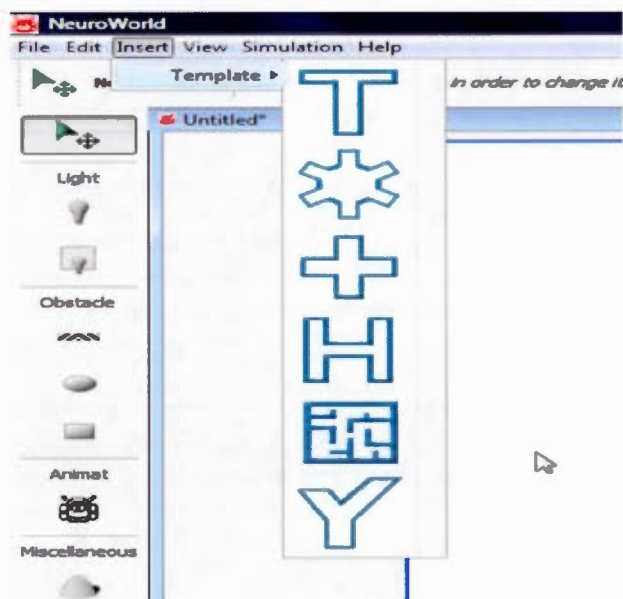 NeuroWorld
File Edit Insert View Simulation Help
Template
in order to change it
Untitled*
Light
Obstacle
Animat
Miscellaneous